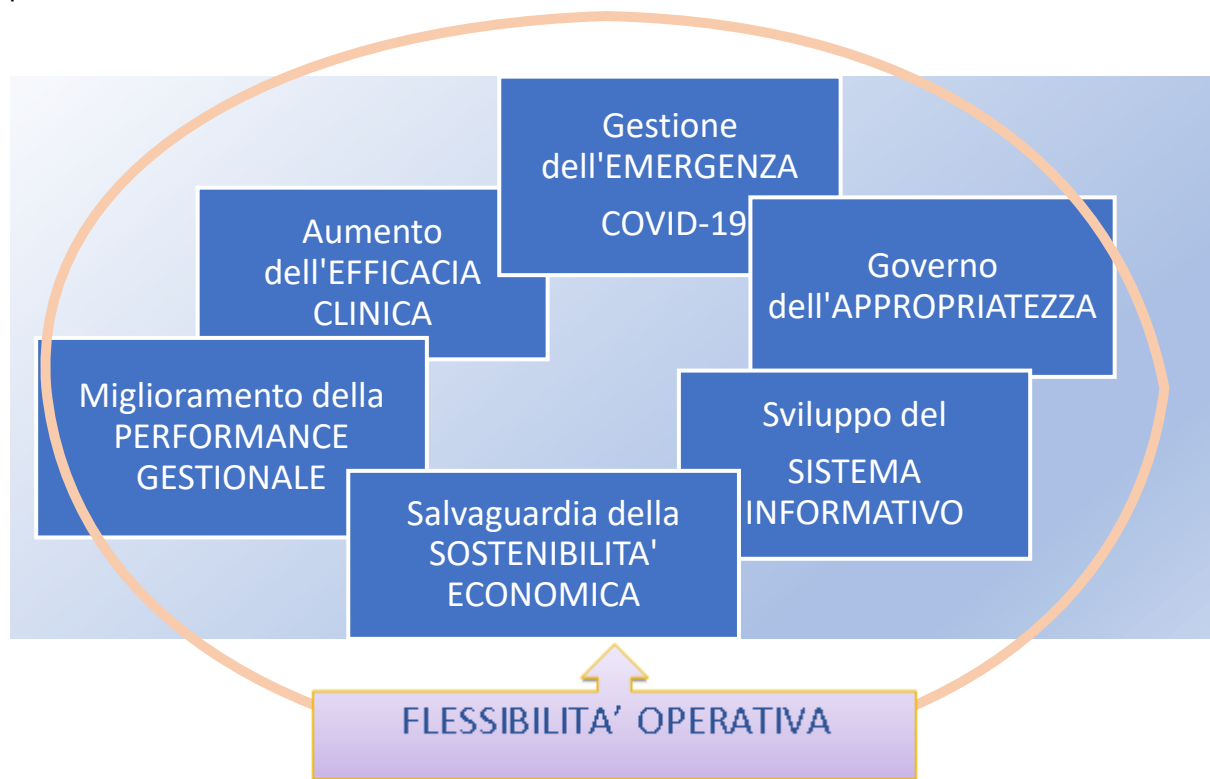 Gestione
dell'EMERGENZA
COVID-19
Aumento
dell'EFFICACIA
CLINICA
Governo
dell'APPROPRIATEZZA
Miglioramento della
PERFORMANCE
GESTIONALE
Sviluppo del
SISTEMA
INFORMATIVO
Salvaguardia della
SOSTENIBILITA'
ECONOMICA
FLESSIBILITA’ OPERATIVA